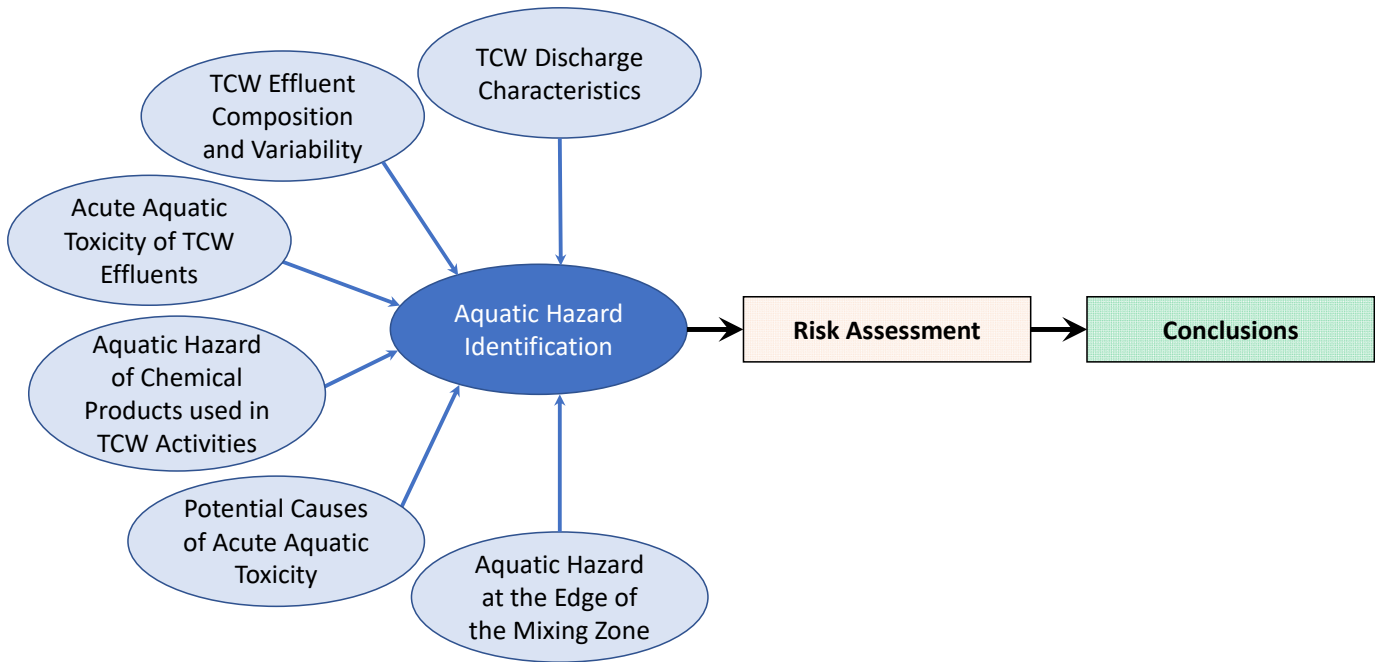 TCW Discharge
Characteristics
TCW Effluent
Composition
and Variability
Acute Aquatic
Toxicity of TCW
Effluents
Aquatic Hazard
of Chemical
Products used in
TCW Activities
Potential Causes
of Acute Aquatic
Toxicity
Aquatic Hazard
at the Edge of
the Mixing Zone
Aquatic Hazard
Identification
Risk Assessment
Conclusions